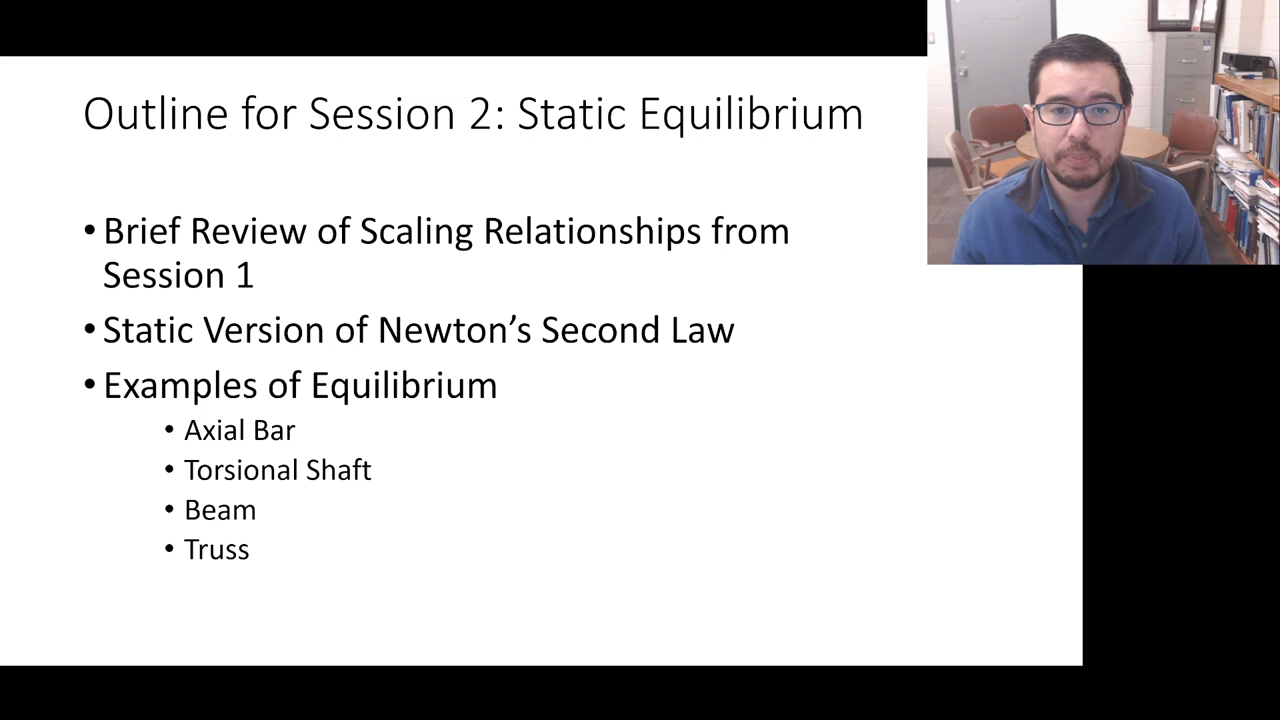 Outline for Session 2: Static Equilibrium
• Brief Review of Scaling Relationships from
Session 1
• Static Version of Newton’s Second Law
• Examples of Equilibrium
• Axial Bar
• Torsional Shaft
• Beam
• Truss